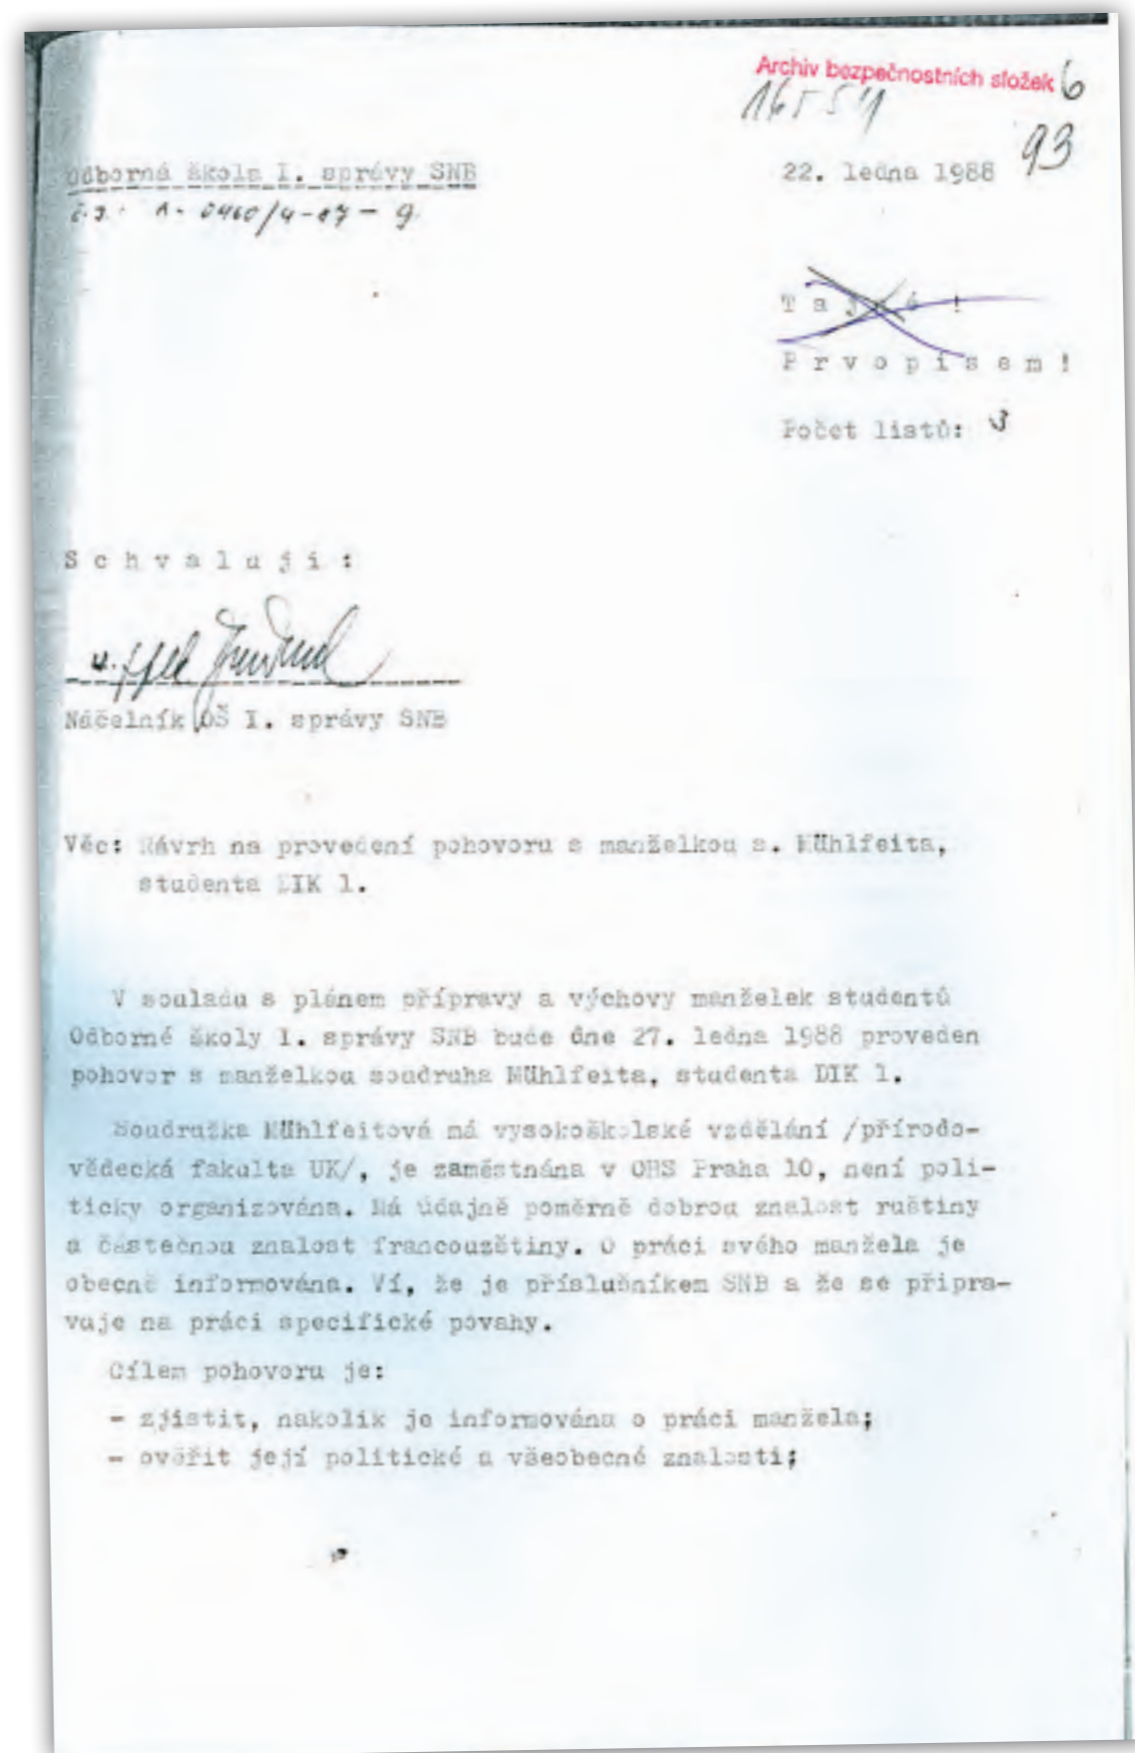 Archiv bezpečnostních složek 6
93
Odborná škola I. správy SNB
22. ledna 1988
č.j.
T a j n é !
P r v o p i s e m !
Počet listů: 3
S c h v a l u j i :
Náčelník OŠ I. správy SNB
Věc: Návrh na provedení pohovoru s manželkou s. Mühlfeita,
studenta DIK 1.
V souladu s plánem přípravy a výchovy manželek studentů
Odborné školy I. správy SNB bude dne 27. ledna 1988 proveden
pohovor s manželkou soudruha Mühlfeita, studenta DIK 1.
Soudružka Mühlfeitová má vysokoškolské vzdělání /přírodo-
vědecká fakulta UK/, je zaměstnána v OHS Praha 10, není poli-
ticky organizována. Má údajně poměrně dobrou znalost ruštiny
a částečnou znalost francouzštiny. O práci svého manžela je
obecně informována. Ví, že je příslušníkem SNB a že se připra-
vuje na práci specifické povahy.
Cílem pohovoru je:
- zjistit, nakolik je informována o práci manžela;
- ověřit její politické a všeobecné znalosti;